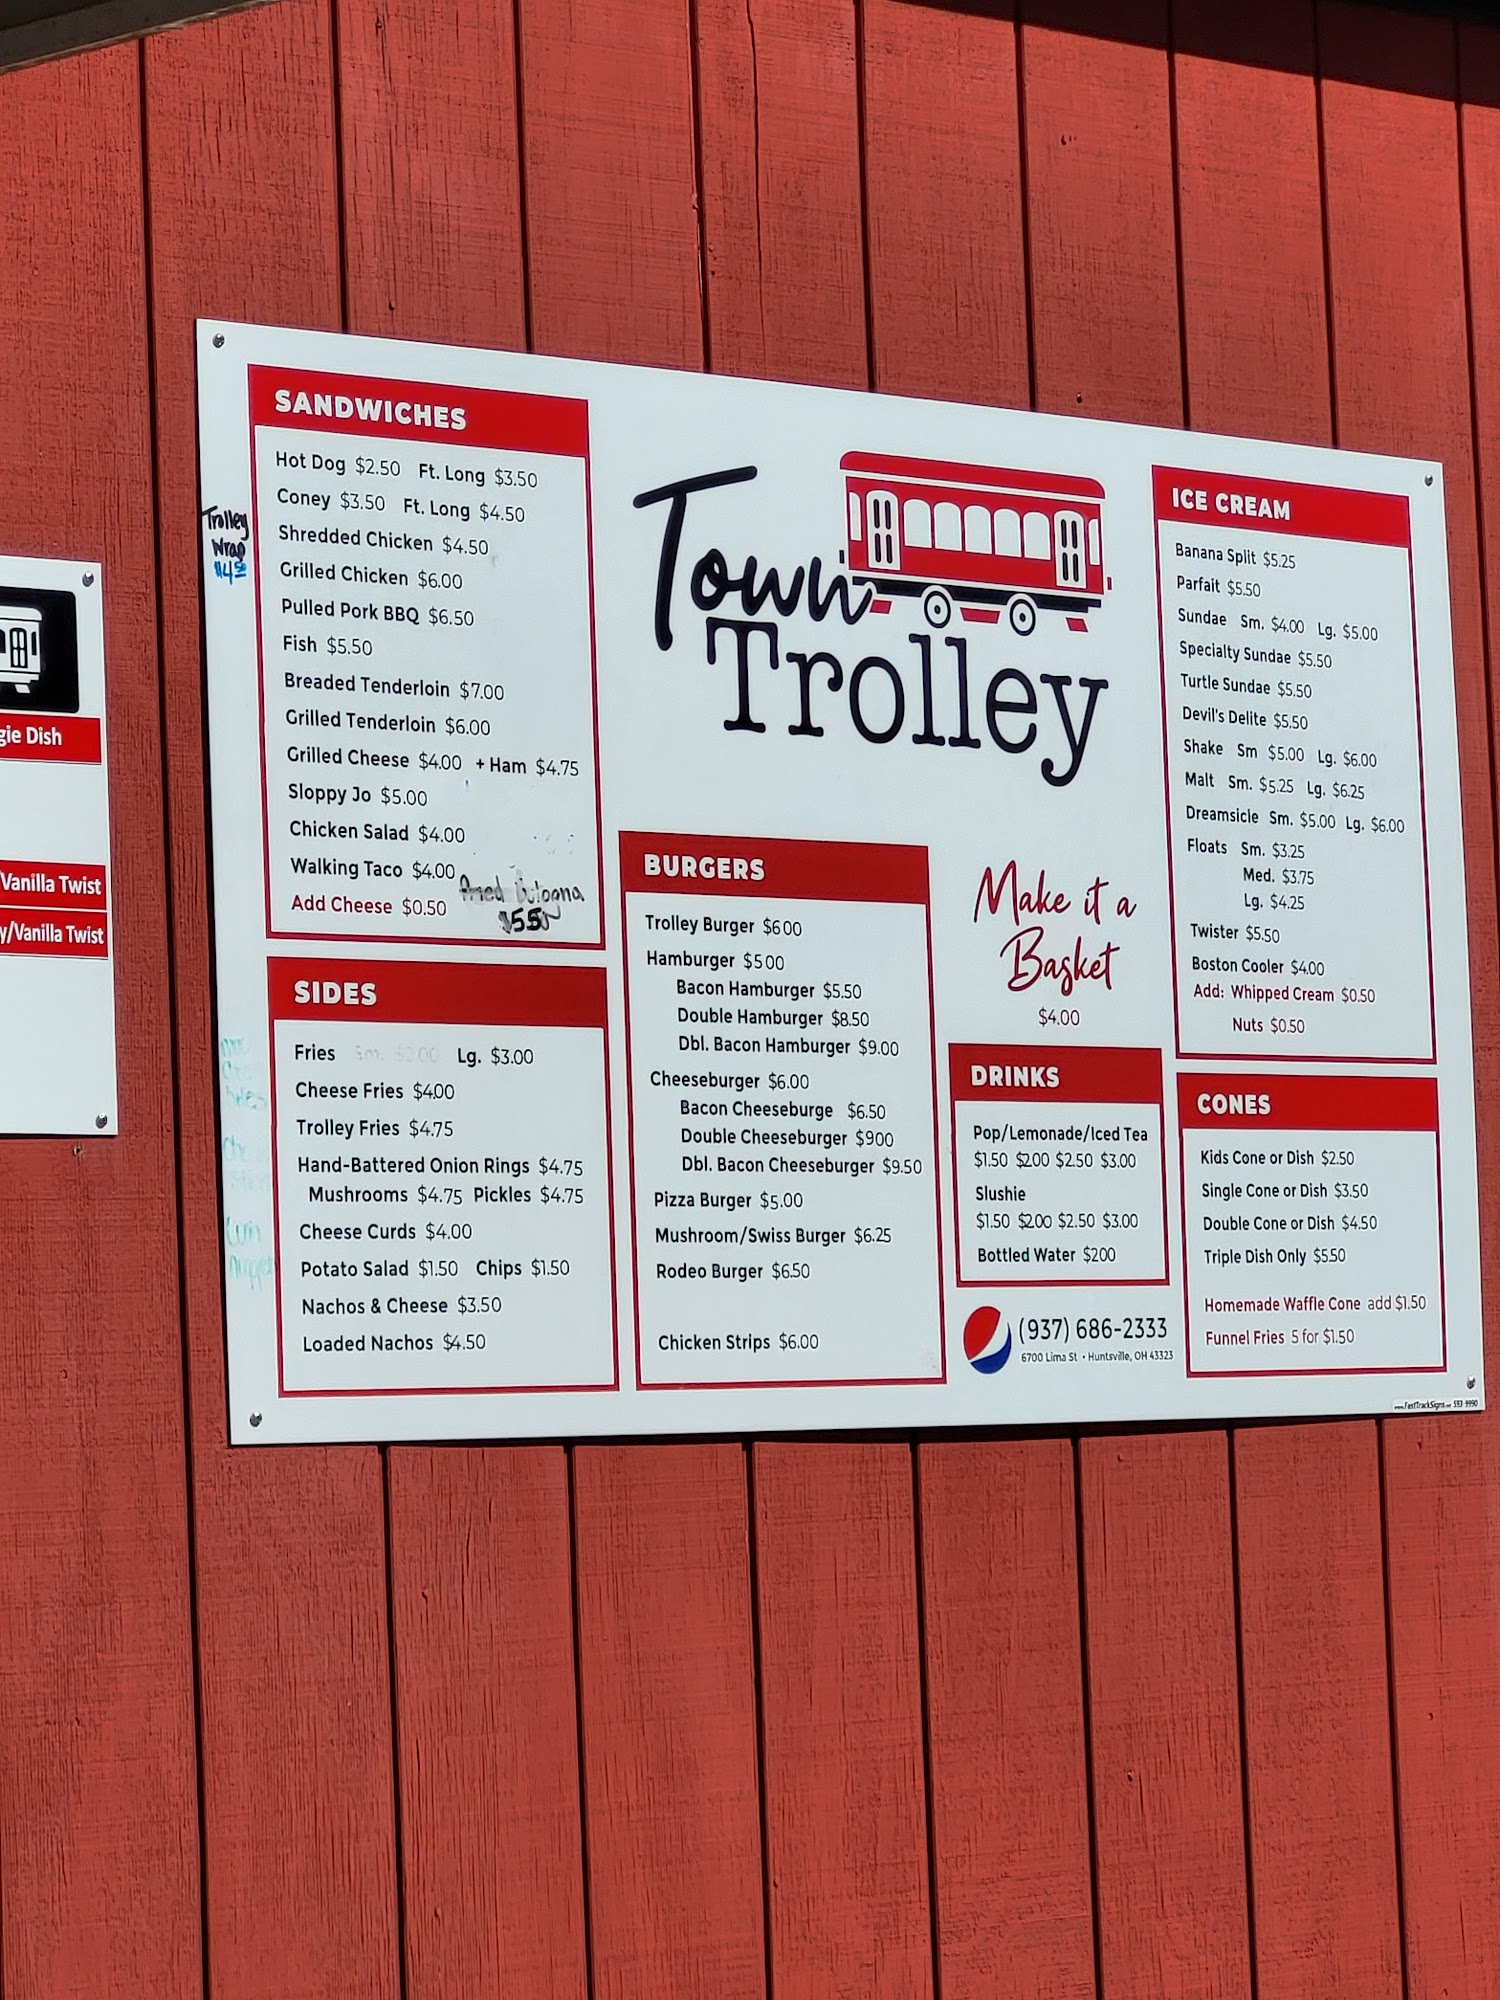 gie Dish
Vanilla Twist
y/Vanilla Twist
Trolley
Wrap
$4.50
SANDWICHES
Hot Dog $2.50 Ft. Long $3.50
Coney $3.50 Ft. Long $4.50
Shredded Chicken $4.50
Grilled Chicken $6.00
Pulled Pork BBQ $6.50
Fish $5.50
Breaded Tenderloin $7.00
Grilled Tenderloin $6.00
Grilled Cheese $4.00 + Ham $4.75
Sloppy Jo $5.00
Chicken Salad $4.00
Walking Taco $4.00
Add Cheese $0.50
Bologna
$5.50
SIDES
Fries Sm. $2.00 Lg. $3.00
Cheese Fries $4.00
Trolley Fries $4.75
Hand-Battered Onion Rings $4.75
Mushrooms $4.75 Pickles $4.75
Cheese Curds $4.00
Potato Salad $1.50 Chips $1.50
Nachos & Cheese $3.50
Loaded Nachos $4.50
Town
Trolley
BURGERS
Trolley Burger $6.00
Hamburger $5.00
Bacon Hamburger $5.50
Double Hamburger $8.50
Dbl. Bacon Hamburger $9.00
Cheeseburger $6.00
Bacon Cheeseburge $6.50
Double Cheeseburger $900
Dbl. Bacon Cheeseburger $9.50
Pizza Burger $5.00
Mushroom/Swiss Burger $6.25
Rodeo Burger $6.50
Chicken Strips $6.00
Make it a
Basket
$4.00
DRINKS
Pop/Lemonade/Iced Tea
$1.50 $2.00 $2.50 $3.00
Slushie
$1.50 $2.00 $2.50 $3.00
Bottled Water $200
(937) 686-2333
6700 Lima St • Huntsville, OH 43323
ICE CREAM
Banana Split $5.25
Parfait $5.50
Sundae Sm. $4.00 Lg. $5.00
Specialty Sundae $5.50
Turtle Sundae $5.50
Devil's Delite $5.50
Shake Sm $5.00 Lg. $6.00
Malt Sm. $5.25 Lg. $6.25
Dreamsicle Sm. $5.00 Lg. $6.00
Floats Sm. $3.25
Med. $3.75
Lg. $4.25
Twister $5.50
Boston Cooler $4.00
Add: Whipped Cream $0.50
Nuts $0.50
CONES
Kids Cone or Dish $2.50
Single Cone or Dish $3.50
Double Cone or Dish $4.50
Triple Dish Only $5.50
Homemade Waffle Cone add $1.50
Funnel Fries 5 for $1.50
www.FastTrackSigns.net 593-9990